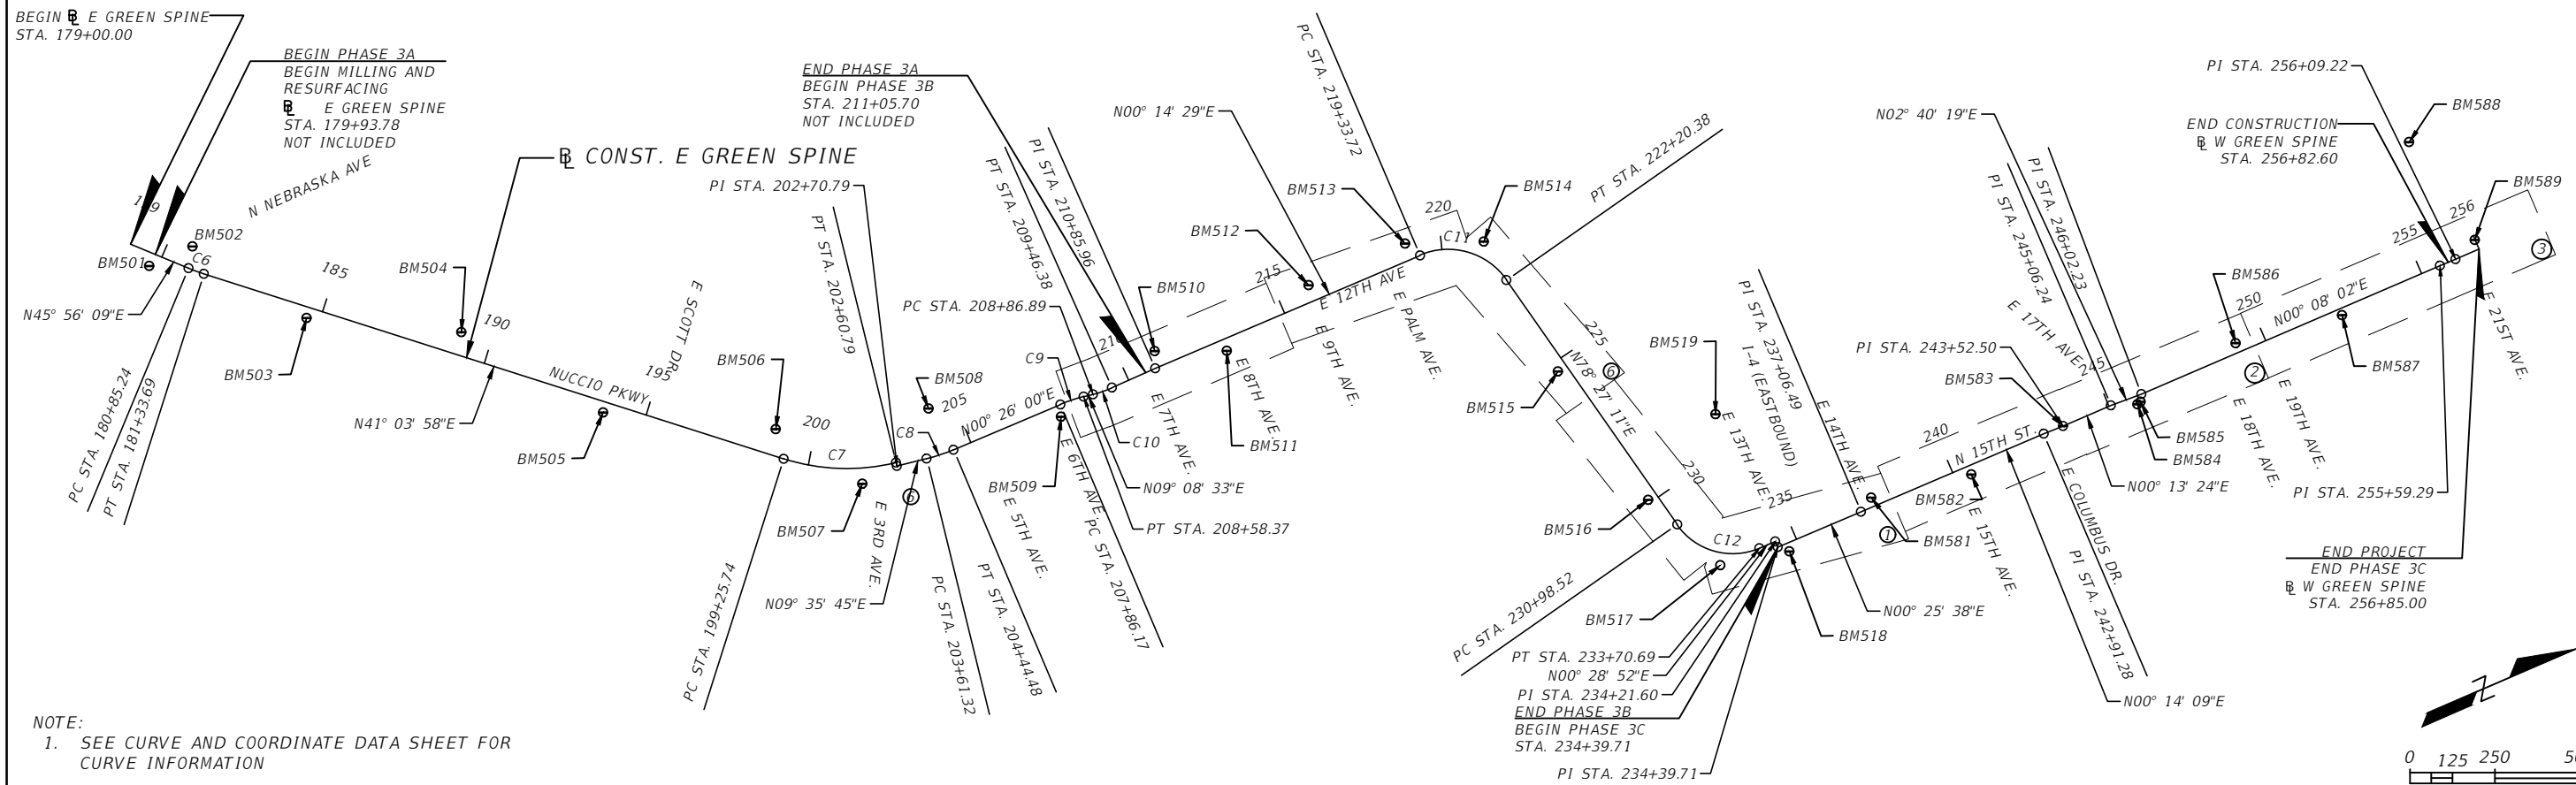 BEGIN ℄ E GREEN SPINE
STA. 179+00.00
BEGIN PHASE 3A
BEGIN MILLING AND
RESURFACING
℄ E GREEN SPINE
STA. 179+93.78
NOT INCLUDED
N NEBRASKA AVE
BM502
BM501
C6
N45° 56' 09"E
PC STA. 180+85.24
PT STA. 181+33.69
185
BM503
BM504
190
N41° 03' 58"E
NUCCIO PKWY
195
E SCOTT DR.
BM505
℄ CONST. E GREEN SPINE
PI STA. 202+70.79
BM506
200
C7
PT STA. 202+60.79
PC STA. 199+25.74
BM507
E 3RD AVE.
N09° 35' 45"E
6
BM508
205
C8
PC STA. 203+61.32
PT STA. 204+44.48
N00° 26' 00"E
END PHASE 3A
BEGIN PHASE 3B
STA. 211+05.70
NOT INCLUDED
PT STA. 209+46.38
PI STA. 210+85.96
PC STA. 208+86.89
C9
BM509
E 5TH AVE.
E 6TH AVE.
PC STA. 207+86.17
PT STA. 208+58.37
N09° 08' 33"E
C10
E 7TH AVE.
210
BM510
BM511
E 8TH AVE.
215
BM512
N00° 14' 29"E
E 12TH AVE
E 9TH AVE.
E PALM AVE.
PC STA. 219+33.72
BM513
220
C11
BM514
PT STA. 222+20.38
225
6
N78° 27' 11"E
BM515
230
BM516
PC STA. 230+98.52
C12
BM517
PT STA. 233+70.69
N00° 28' 52"E
PI STA. 234+21.60
END PHASE 3B
BEGIN PHASE 3C
STA. 234+39.71
PI STA. 234+39.71
BM518
BM519
E 13TH AVE.
235
PI STA. 237+06.49
I-4 (EASTBOUND)
E 14TH AVE.
N00° 25' 38"E
1
BM581
BM582
240
N 15TH ST.
E 15TH AVE.
PI STA. 243+52.50
BM583
E COLUMBUS DR.
PI STA. 242+91.28
N00° 14' 09"E
N00° 13' 24"E
N02° 40' 19"E
PI STA. 245+06.24
PI STA. 246+02.23
E 17TH AVE.
245
BM585
BM584
E 18TH AVE.
2
E 19TH AVE.
BM586
250
N00° 08' 02"E
BM587
PI STA. 255+59.29
255
256
PI STA. 256+09.22
BM588
BM589
END CONSTRUCTION
℄ W GREEN SPINE
STA. 256+82.60
3
E 21ST AVE.
END PROJECT
END PHASE 3C
℄ W GREEN SPINE
STA. 256+85.00
Z
0 125 250
NOTE:
1. SEE CURVE AND COORDINATE DATA SHEET FOR
CURVE INFORMATION